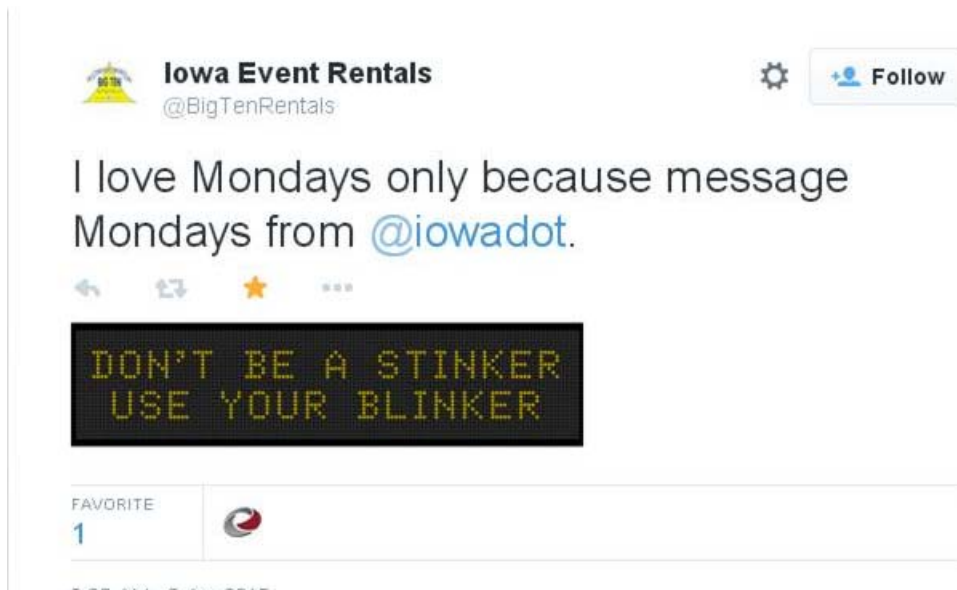 Iowa Event Rentals
@BigTenRentals
Follow
I love Mondays only because message
Mondays from @iowadot.
DON'T BE A STINKER
USE YOUR BLINKER
FAVORITE
1